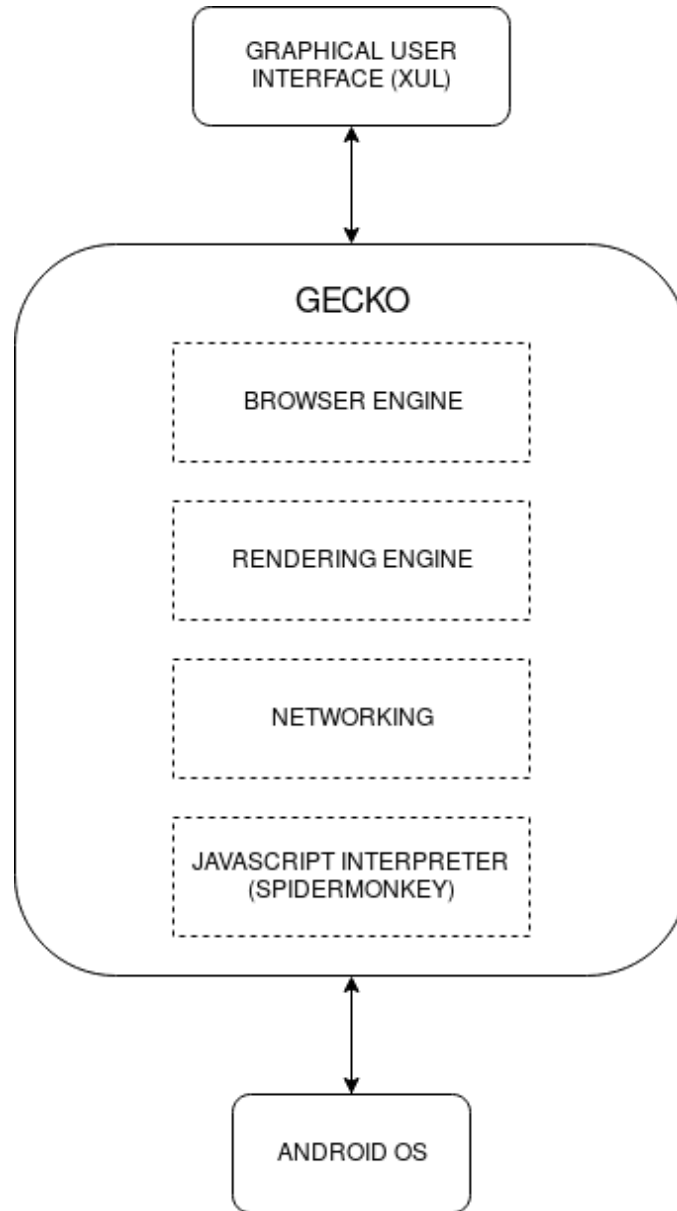 GRAPHICAL USER
INTERFACE (XUL)
GECKO
BROWSER ENGINE
RENDERING ENGINE
NETWORKING
JAVASCRIPT INTERPRETER
(SPIDERMONKEY)
ANDROID OS